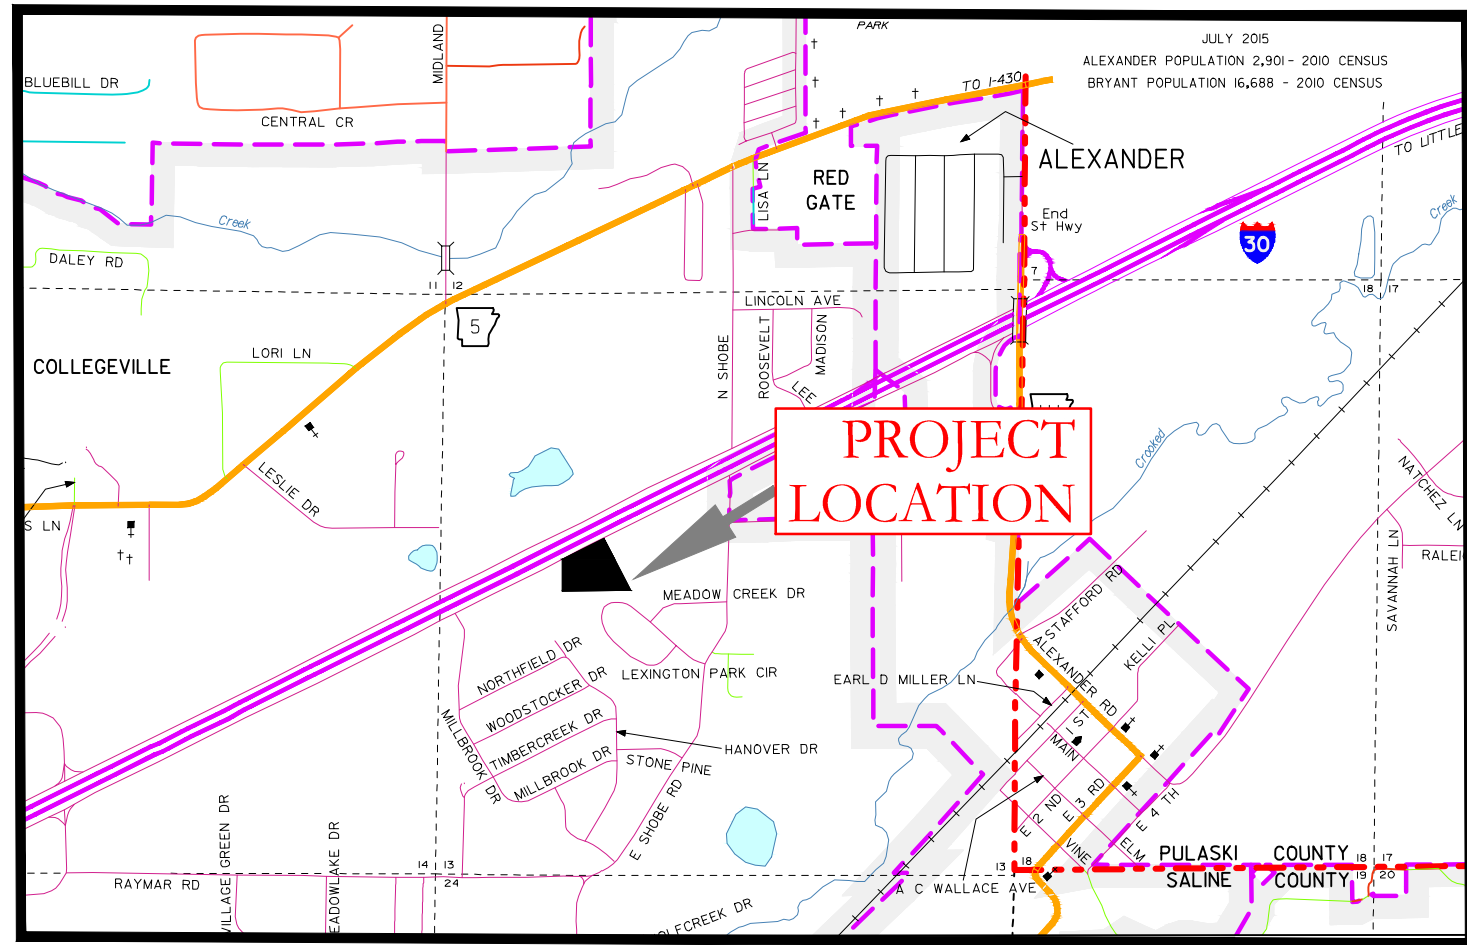 PARK
JULY 2015
ALEXANDER POPULATION 2,901 - 2010 CENSUS
BRYANT POPULATION 16,688 - 2010 CENSUS
MIDLAND
BLUEBILL DR
CENTRAL CR
TO I-430
ALEXANDER
TO LITTLE
RED
GATE
LISA LN
End
St Hwy
Creek
Creek
30
DALEY RD
11 12
7
18 17
LINCOLN AVE
5
N SHOBE
ROOSEVELT
MADISON
LEE
COLLEGEVILLE
LORI LN
PROJECT
LOCATION
Crooked
LESLIE DR
S LN
NATCHEZ LN
SAVANNAH LN
RALEI
MEADOW CREEK DR
STAFFORD RD
KELLI PL
ALEXANDER RD
NORTHFIELD DR
LEXINGTON PARK CIR
EARL D MILLER LN
WOODSTOCKER DR
MILLBROOK DR
TIMBERCREEK DR
HANOVER DR
1 ST
MAIN
MILLBROOK DR
STONE PINE
E SHOBE RD
E 2 ND
E 3 RD
E 4 TH
VINE
ELM
VILLAGE GREEN DR
EADOWLAKE DR
14 13
24
13 18
PULASKI COUNTY
SALINE COUNTY
18 17
19 20
RAYMAR RD
A C WALLACE AVE
OLFCREEK DR